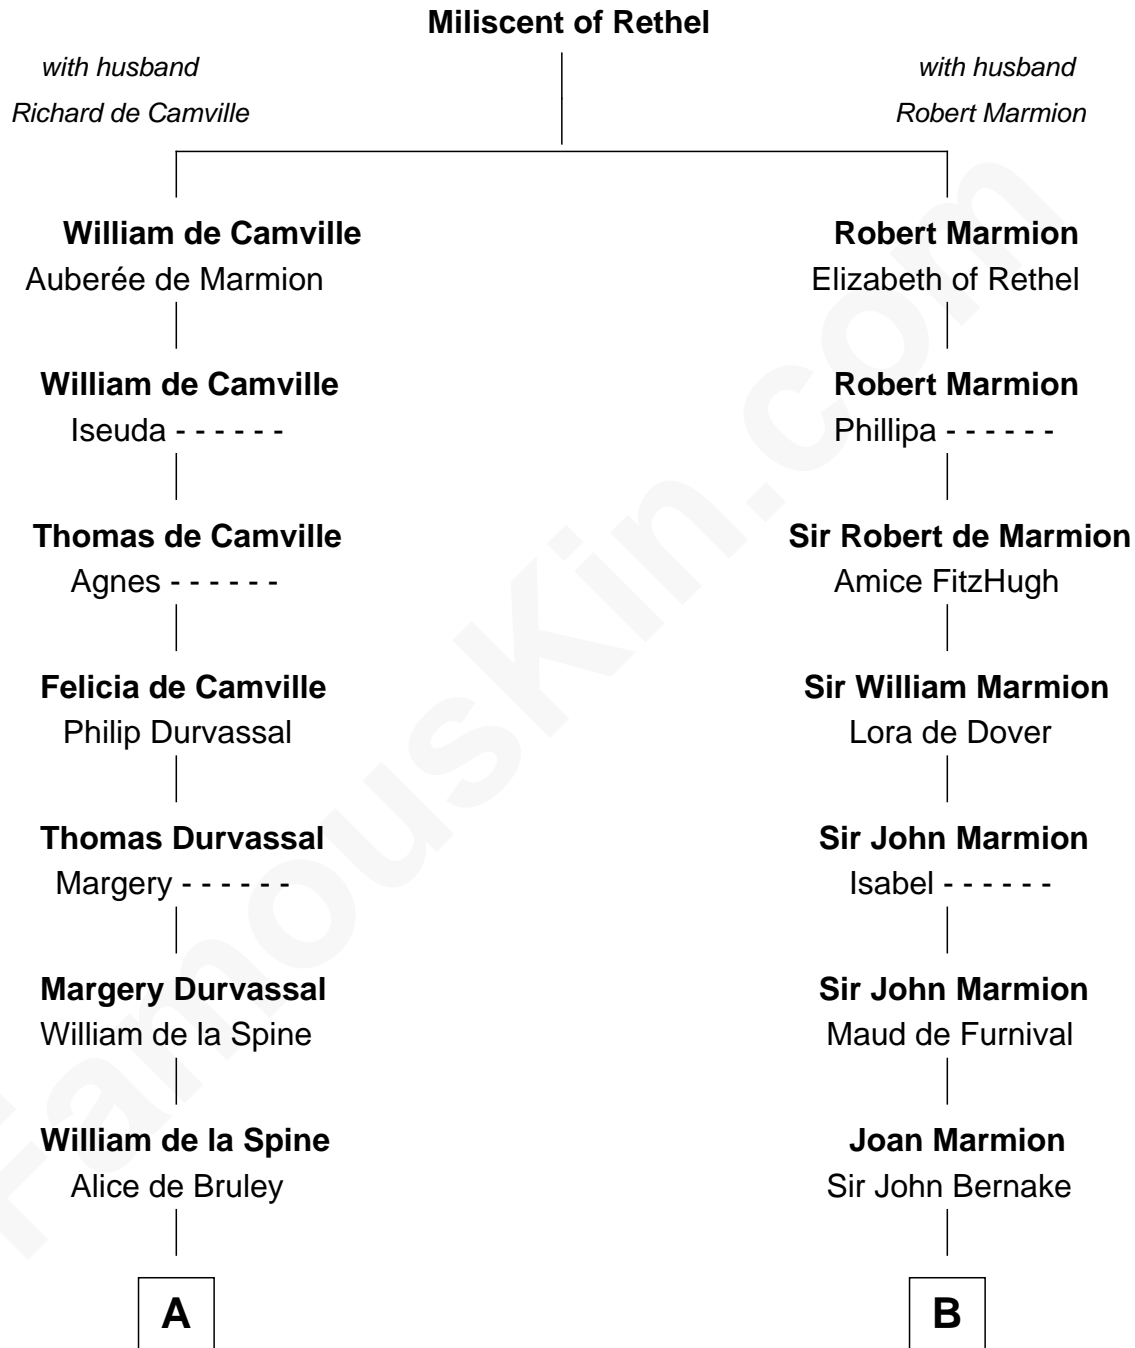 Miliscent of Rethel
with husband
Richard de Camville
with husband
Robert Marmion
William de Camville
Auberée de Marmion
William de Camville
Iseuda - - - - - -
Thomas de Camville
Agnes - - - - - -
Felicia de Camville
Philip Durvassal
Thomas Durvassal
Margery - - - - - -
Margery Durvassal
William de la Spine
William de la Spine
Alice de Bruley
A
Robert Marmion
Elizabeth of Rethel
Robert Marmion
Phillipa - - - - - -
Sir Robert de Marmion
Amice FitzHugh
Sir William Marmion
Lora de Dover
Sir John Marmion
Isabel - - - - - -
Sir John Marmion
Maud de Furnival
Joan Marmion
Sir John Bernake
B
FamousKin.com